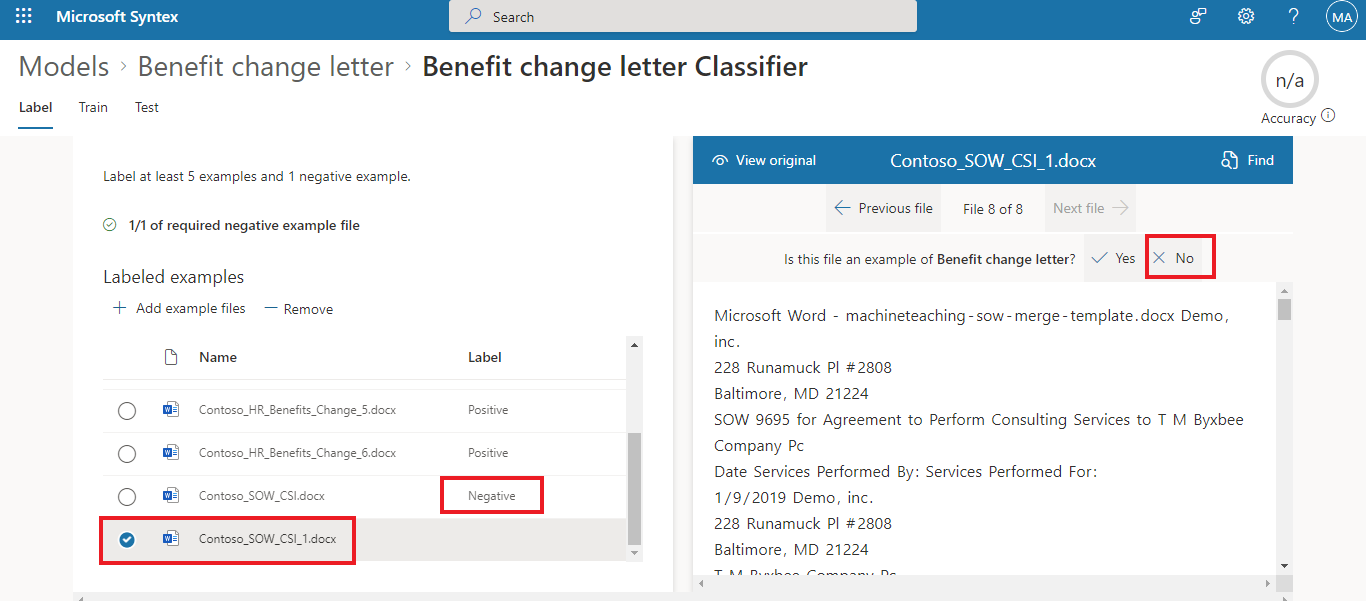 Microsoft Syntex
Search
MA
Models > Benefit change letter > Benefit change letter Classifier
n/a
Accuracy
Label Train Test
Label at least 5 examples and 1 negative example.
1/1 of required negative example file
Labeled examples
Add example files Remove
Name Label
Contoso_HR_Benefits_Change_5.docx Positive
Contoso_HR_Benefits_Change_6.docx Positive
Contoso_SOW_CSI.docx Negative
Contoso_SOW_CSI_1.docx
View original Contoso_SOW_CSI_1.docx Find
Previous file File 8 of 8 Next file
Is this file an example of Benefit change letter? Yes No
Microsoft Word - machineteaching-sow-merge-template.docx Demo,
inc.
228 Runamuck Pl #2808
Baltimore, MD 21224
SOW 9695 for Agreement to Perform Consulting Services to T M Byxbee
Company Pc
Date Services Performed By: Services Performed For:
1/9/2019 Demo, inc.
228 Runamuck Pl #2808
Baltimore, MD 21224
T M Byxbee Company Pc